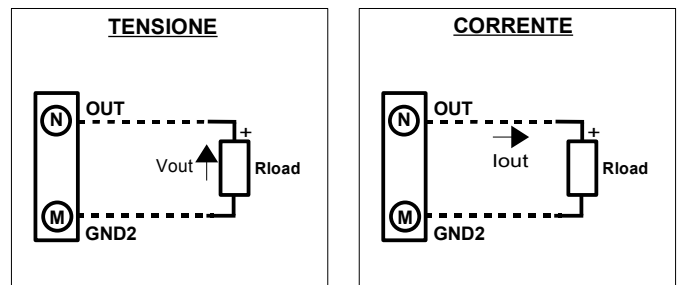 TENSIONE
N
OUT
+
Vout
Rload
M
GND2
CORRENTE
N
OUT
+
Iout
Rload
M
GND2